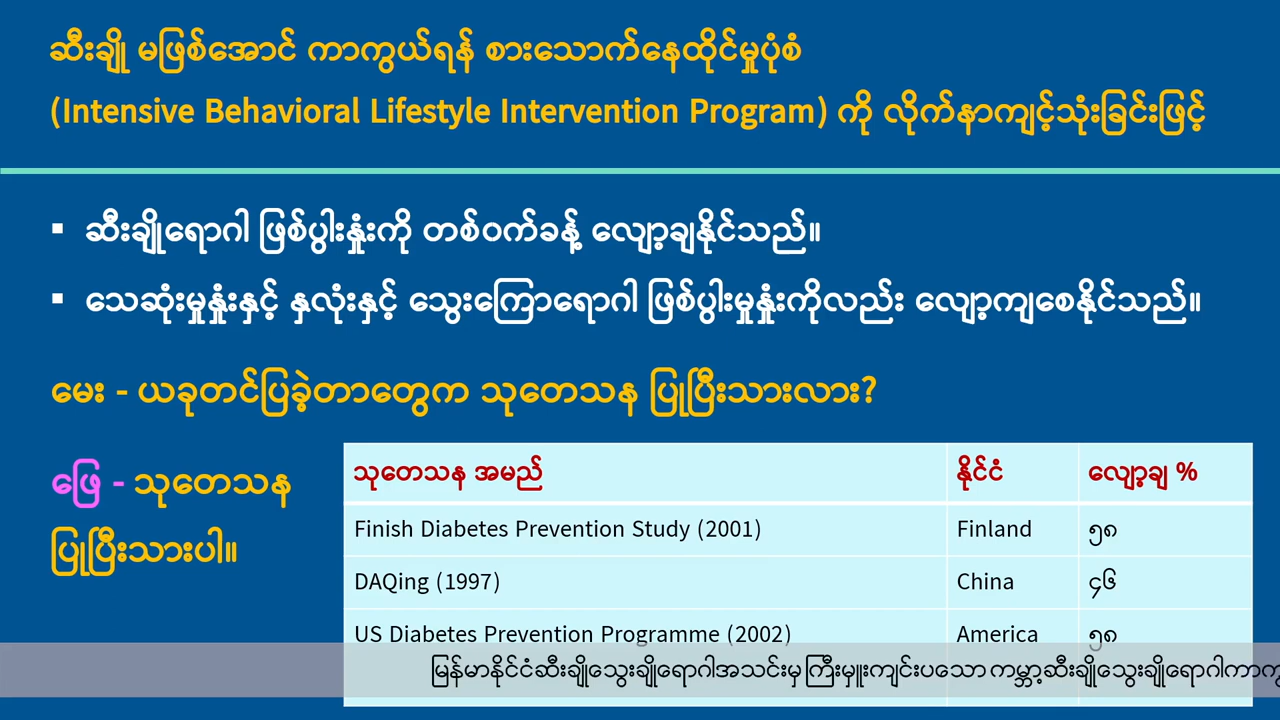 ဆီးချို မဖြစ်အောင် ကာကွယ်ရန် စားသောက်နေထိုင်မှုပုံစံ
(Intensive Behavioral Lifestyle Intervention Program) ကို လိုက်နာကျင့်သုံးခြင်းဖြင့်
▪ ဆီးချိုရောဂါ ဖြစ်ပွါးနှုံးကို တစ်ဝက်ခန့် လျော့ချနိုင်သည်။
▪ သေဆုံးမှုနှုံးနှင့် နှလုံးနှင့် သွေးကြောရောဂါ ဖြစ်ပွါးမှုနှုံးကိုလည်း လျော့ကျစေနိုင်သည်။
မေး - ယခုတင်ပြခဲ့တာတွေက သုတေသန ပြုပြီးသားလား?
ဖြေ - သုတေသန
ပြုပြီးသားပါ။
သုတေသန အမည် နိုင်ငံ လျော့ချ %
Finish Diabetes Prevention Study (2001) Finland ၅၈
DAQing (1997) China ၄၆
US Diabetes Prevention Programme (2002) America ၅၈
မြန်မာနိုင်ငံဆီးချိုသွေးချိုရောဂါအသင်းမှ ကြီးမှူးကျင်းပသော ကမ္ဘာ့ဆီးချိုသွေးချိုရောဂါ